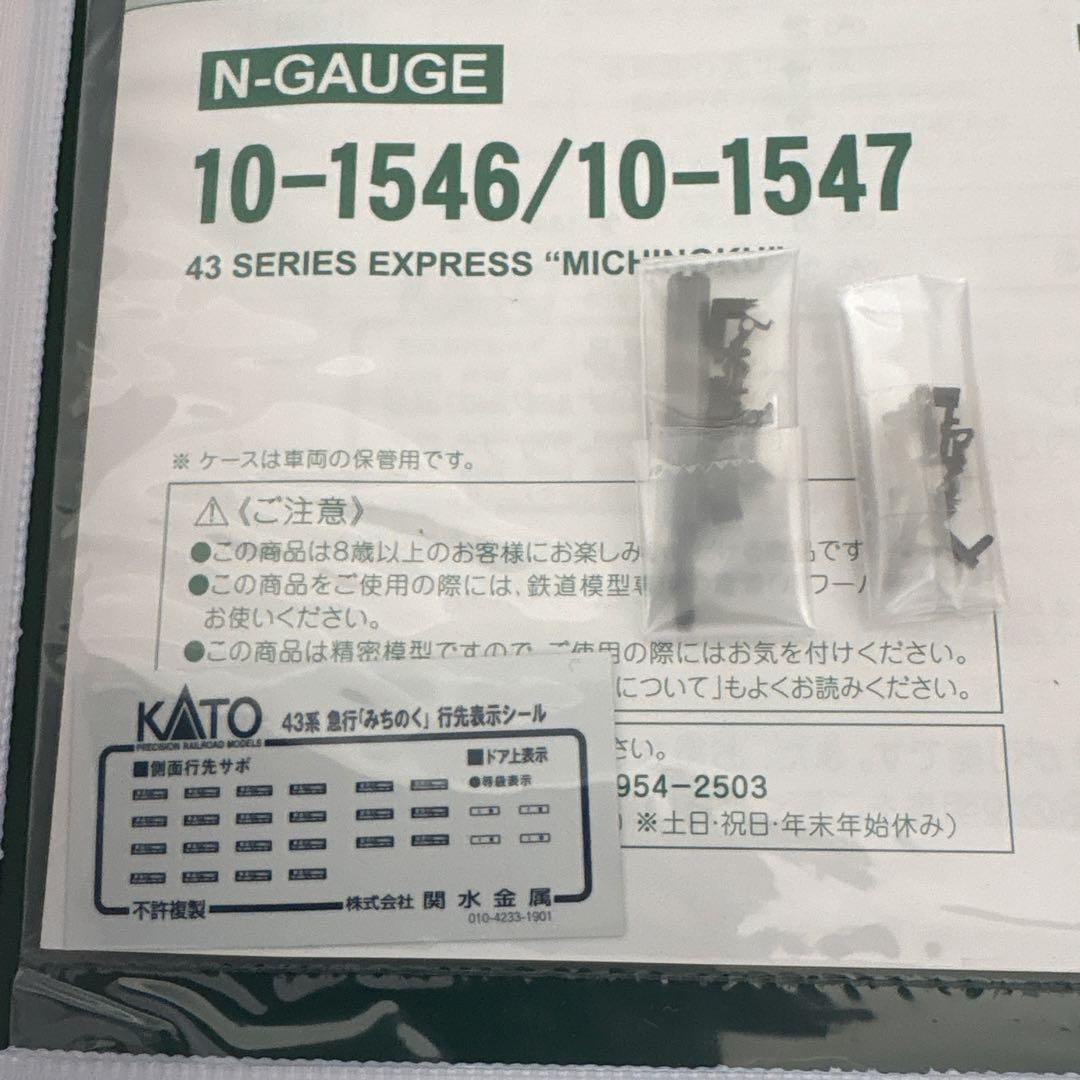 N-GAUGE
10-1546/10-1547
43 SERIES EXPRESS “MICHINOKU”
※ ケースは車両の保管用です。
⚠《ご注意》
●この商品は8歳以上のお客様にお楽しみ
です
●この商品をご使用の際には、鉄道模型
お使いください。
●この商品は精密模型ですので、ご使用の際にはお気を付けください。
について」もよくお読みください。
さい。
954-2503
※土日・祝日・年末年始休み）
KATO
PRECISION RAILROAD MODELS
43系 急行「みちのく」 行先表示シール
■側面行先サボ
■ドア上表示
●等級表示
不許複製
株式会社 関水金属
010-4233-1901